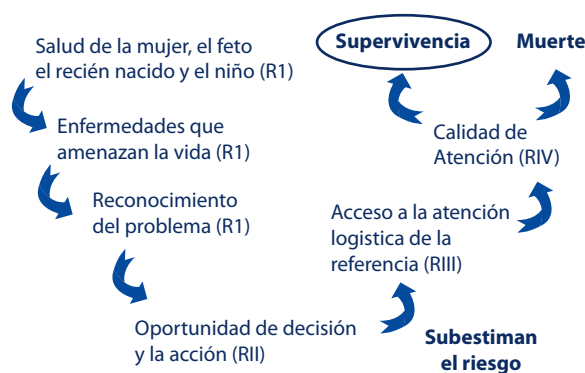 Salud de la mujer, el feto
el recién nacido y el niño (R1)
Enfermedades que
amenazan la vida (R1)
Reconocimiento
del problema (R1)
Oportunidad de decisión
y la acción (RII)
Subestiman
el riesgo
Acceso a la atención
logistica de la
referencia (RIII)
Calidad de
Atención (RIV)
Supervivencia
Muerte